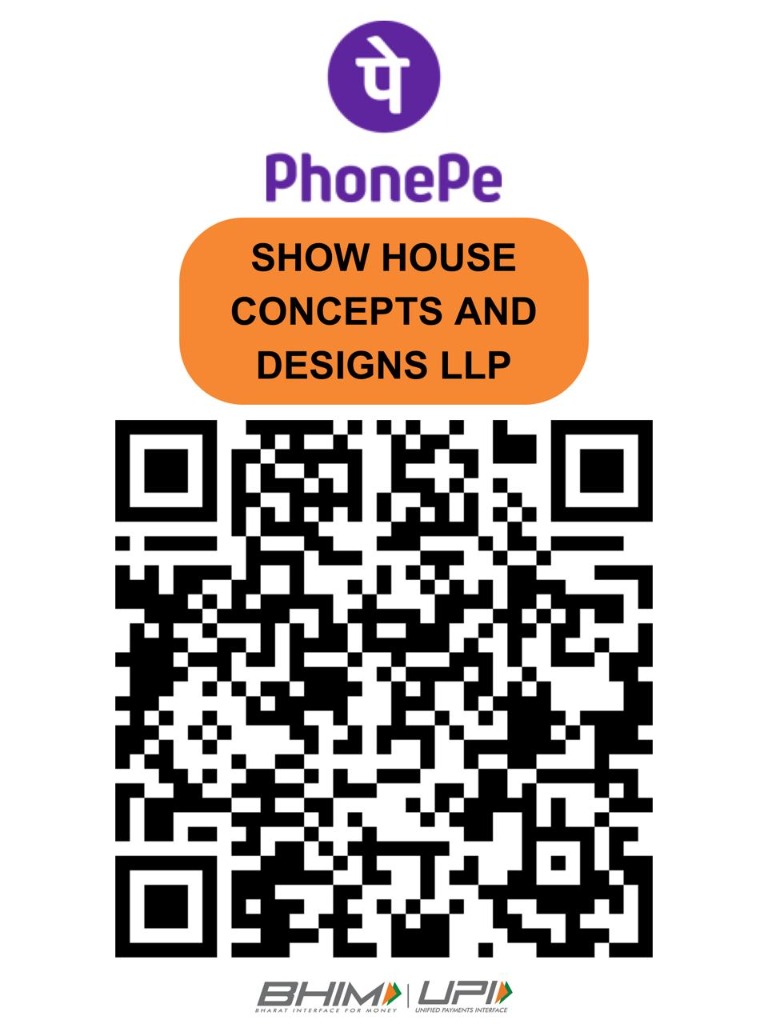 पे
PhonePe
SHOW HOUSE
CONCEPTS AND
DESIGNS LLP
BHIM UPI
BHARAT INTERFACE FOR MONEY UNIFIED PAYMENTS INTERFACE